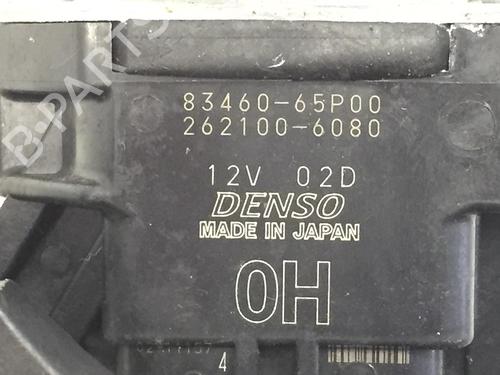 B-PARTS
83460-65P00
262100-6080
12V 02D
DENSO
MADE IN JAPAN
0H
4